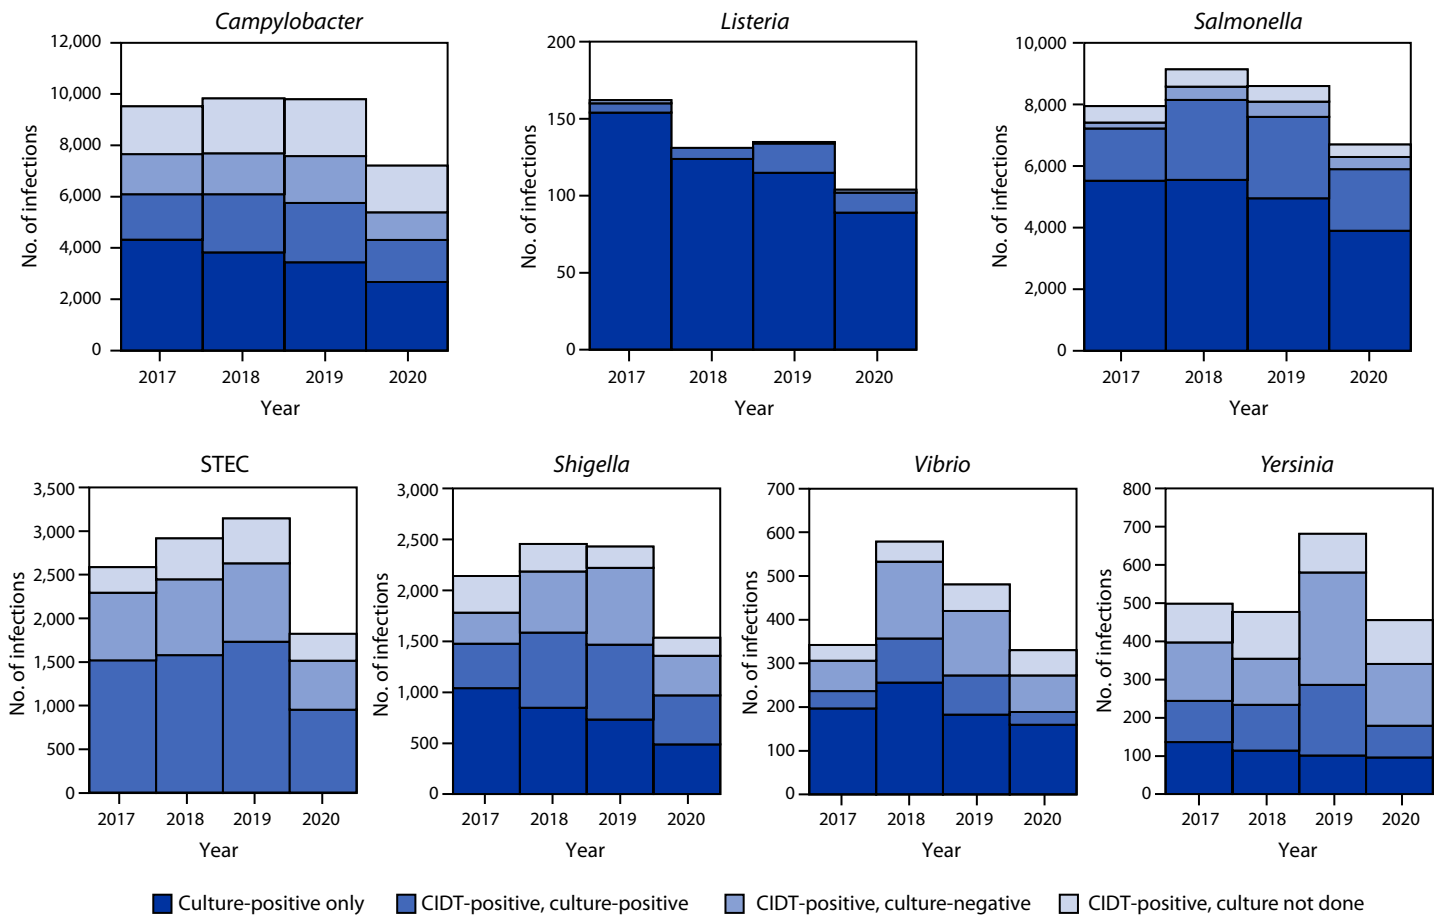 Campylobacter
No. of infections
12,000
10,000
8,000
6,000
4,000
2,000
0
2017 2018 2019 2020
Year
Listeria
No. of infections
200
150
100
50
0
2017 2018 2019 2020
Year
Salmonella
No. of infections
10,000
8,000
6,000
4,000
2,000
0
2017 2018 2019 2020
Year
STEC
No. of infections
3,500
3,000
2,500
2,000
1,500
1,000
500
0
2017 2018 2019 2020
Year
Shigella
No. of infections
3,000
2,500
2,000
1,500
1,000
500
0
2017 2018 2019 2020
Year
Vibrio
No. of infections
700
600
500
400
300
200
100
0
2017 2018 2019 2020
Year
Yersinia
No. of infections
800
700
600
500
400
300
200
100
0
2017 2018 2019 2020
Year
Culture-positive only CIDT-positive, culture-positive CIDT-positive, culture-negative CIDT-positive, culture not done